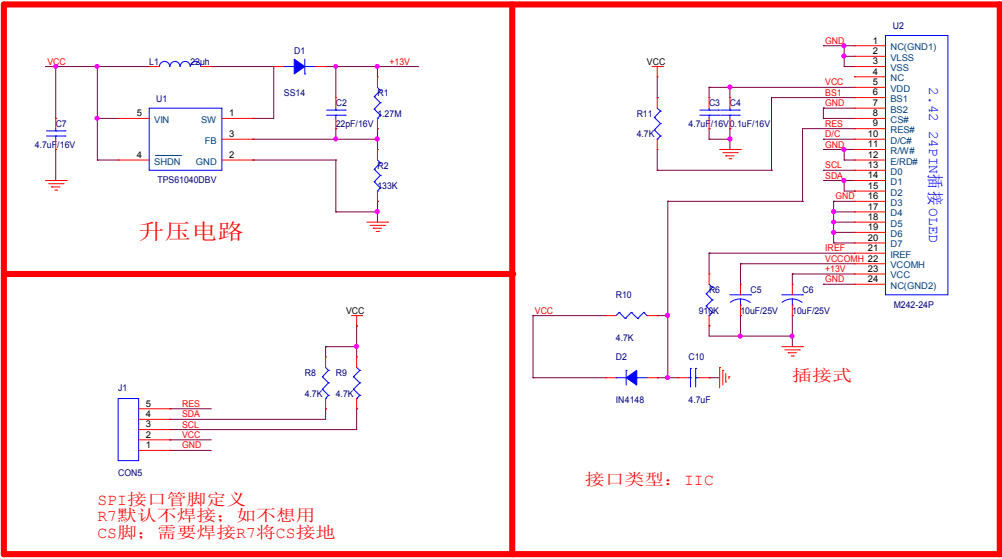 VCC
L1
22uh
D1
+13V
SS14
U1
5
VIN
SW
1
C2
22pF/16V
R1
1.27M
C7
4.7uF/16V
FB
3
4
SHDN
GND
2
R2
133K
TPS61040DBV
升压电路
VCC
R8
4.7K
R9
4.7K
J1
5
RES
4
SDA
3
SCL
2
VCC
1
GND
CON5
SPI接口管脚定义
R7默认不焊接; 如不想用
CS脚; 需要焊接R7将CS接地
U2
GND
1
NC(GND1)
2
VLSS
3
VSS
4
NC
VCC
5
VDD
BS1
6
BS1
GND
7
BS2
8
CS#
RES
9
RES#
D/C
10
D/C#
GND
11
R/W#
12
E/RD#
SCL
13
D0
SDA
14
D1
15
D2
GND
16
D3
17
D4
18
D5
19
D6
20
D7
IREF
21
IREF
VCCOMH
22
VCOMH
+13V
23
VCC
GND
24
NC(GND2)
2.42 24PIN插接OLED
M242-24P
VCC
R11
4.7K
C3
4.7uF/16V
C4
0.1uF/16V
R6
910K
C5
10uF/25V
C6
10uF/25V
插接式
VCC
R10
4.7K
D2
IN4148
C10
4.7uF
接口类型: IIC